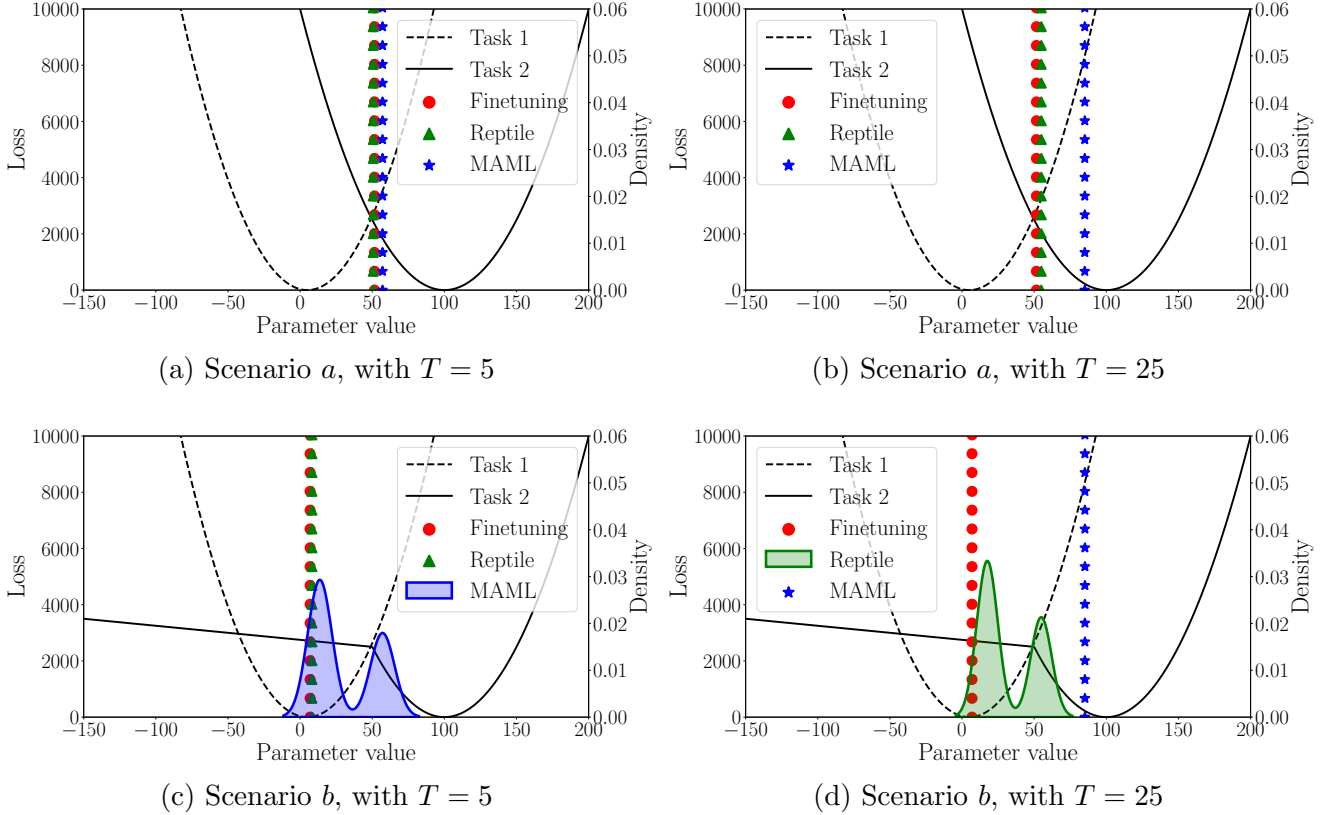 10000
8000
6000
4000
2000
0
Loss
−150 −100 −50 0 50 100 150 200
Parameter value
0.06
0.05
0.04
0.03
0.02
0.01
0.00
Density
Task 1
Task 2
Finetuning
Reptile
MAML
(a) Scenario a, with T = 5
10000
8000
6000
4000
2000
0
Loss
−150 −100 −50 0 50 100 150 200
Parameter value
0.06
0.05
0.04
0.03
0.02
0.01
0.00
Density
Task 1
Task 2
Finetuning
Reptile
MAML
(b) Scenario a, with T = 25
10000
8000
6000
4000
2000
0
Loss
−150 −100 −50 0 50 100 150 200
Parameter value
0.06
0.05
0.04
0.03
0.02
0.01
0.00
Density
Task 1
Task 2
Finetuning
Reptile
MAML
(c) Scenario b, with T = 5
10000
8000
6000
4000
2000
0
Loss
−150 −100 −50 0 50 100 150 200
Parameter value
0.06
0.05
0.04
0.03
0.02
0.01
0.00
Density
Task 1
Task 2
Finetuning
Reptile
MAML
(d) Scenario b, with T = 25